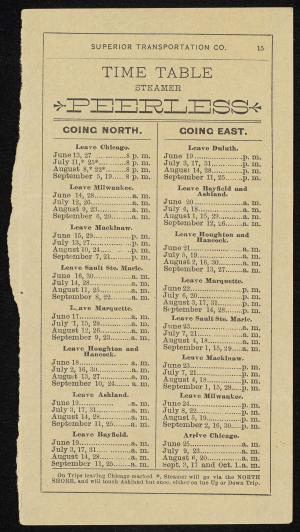 SUPERIOR TRANSPORTATION CO. 15
TIME TABLE
STEAMER
PEERLESS
GOING NORTH.
Leave Chicago.
June 13, 27..........8 p. m.
July 11,* 25*..........8 p. m.
August 8,* 22*..........8 p. m.
September 5, 19.....8 p. m.
Leave Milwaukee.
June 14, 28..........a. m.
July 12, 26..........a. m.
August 9, 23..........a. m.
September 6, 20.....a. m.
Leave Mackinaw.
June 15, 29..........p. m.
July 13, 27..........p. m.
August 10, 24..........p. m.
September 7, 21.....p. m.
Leave Sault Ste. Marie.
June 16, 30..........a. m.
July 14, 28..........a. m.
August 11, 25..........a. m.
September 8, 22.....a. m.
Leave Marquette.
June 17..........a. m.
July 1, 15, 29..........a. m.
August 12, 26..........a. m.
September 9, 23.....a. m.
Leave Houghton and
Hancock.
June 18..........a. m.
July 2, 16, 30..........a. m.
August 13, 27..........a. m.
September 10, 24.....a. m.
Leave Ashland.
June 19..........a. m.
July 3, 17, 31..........a. m.
August 14, 28..........a. m.
September 11, 25.....a. m.
Leave Bayfield.
June 19..........a. m.
July 3, 17, 31..........a. m.
August 14, 28..........a. m.
September 11, 25.....a. m.
GOING EAST.
Leave Duluth.
June 19..........p. m.
July 3, 17, 31..........p. m.
August 14, 28..........p. m.
September 11, 25.....p. m.
Leave Bayfield and
Ashland.
June 20..........a. m.
July 4, 18..........a. m.
August 1, 15, 29.....a. m.
September 12, 26.....a. m.
Leave Houghton and
Hancock.
June 21..........a. m.
July 5, 19..........a. m.
August 2, 16, 30.....a. m.
September 13, 27.....a. m.
Leave Marquette.
June 22..........a. m.
July 6, 20..........a. m.
August 3, 17, 31.....a. m.
September 14, 28.....a. m.
Leave Sault Ste. Marie.
June 23..........a. m.
July 7, 21..........a. m.
August 4, 18..........a. m.
September 1, 15, 29.....a. m.
Leave Mackinaw.
June 23..........p. m.
July 7, 21..........p. m.
August 4, 18..........p. m.
September 1, 15, 29.....p. m.
Leave Milwaukee.
June 24..........p. m.
July 8, 22..........p. m.
August 5, 19..........p. m.
September 2, 16, 30.....p. m.
Arrive Chicago.
June 25..........a. m.
July 9, 23..........a. m.
August 6, 20..........a. m.
Sept. 3, 17 and Oct. 1..a. m.
On Trips leaving Chicago marked *, Steamer will go via the NORTH
SHORE, and will touch Ashland but once, either on the Up or Down Trip.